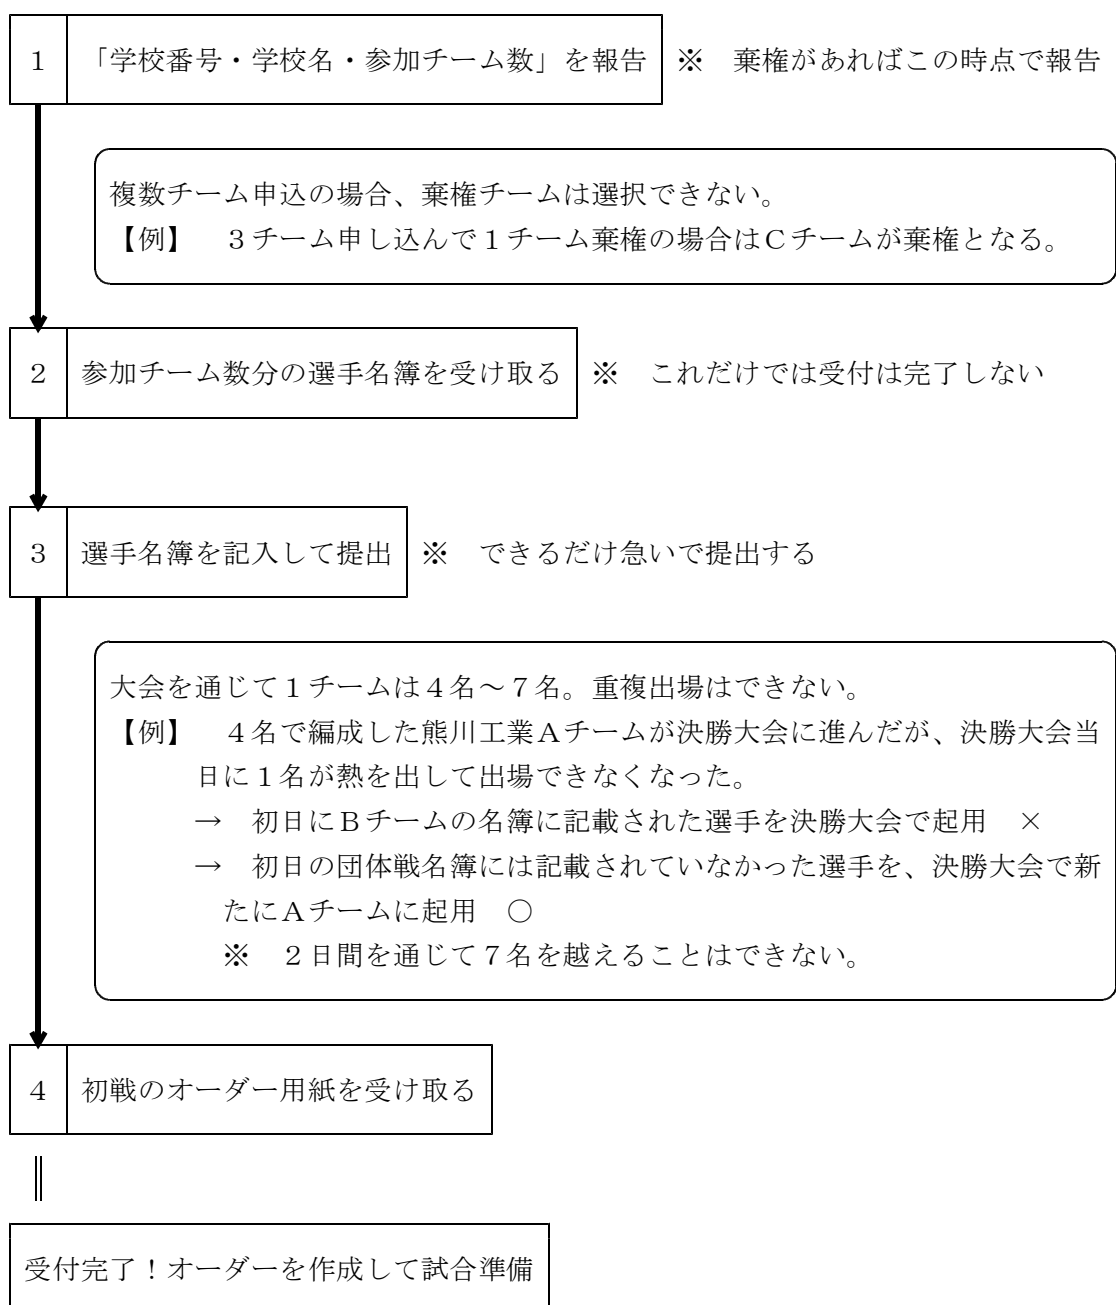 １ 「学校番号・学校名・参加チーム数」を報告 ※　棄権があればこの時点で報告
複数チーム申込の場合、棄権チームは選択できない。
【例】　３チーム申し込んで１チーム棄権の場合はＣチームが棄権となる。
２ 参加チーム数分の選手名簿を受け取る ※　これだけでは受付は完了しない
３ 選手名簿を記入して提出 ※　できるだけ急いで提出する
大会を通じて１チームは４名～７名。重複出場はできない。
【例】　４名で編成した熊川工業Ａチームが決勝大会に進んだが、決勝大会当
日に１名が熱を出して出場できなくなった。
→　初日にＢチームの名簿に記載された選手を決勝大会で起用　×
→　初日の団体戦名簿には記載されていなかった選手を、決勝大会で新
たにＡチームに起用　○
※　２日間を通じて７名を越えることはできない。
４ 初戦のオーダー用紙を受け取る
受付完了！オーダーを作成して試合準備